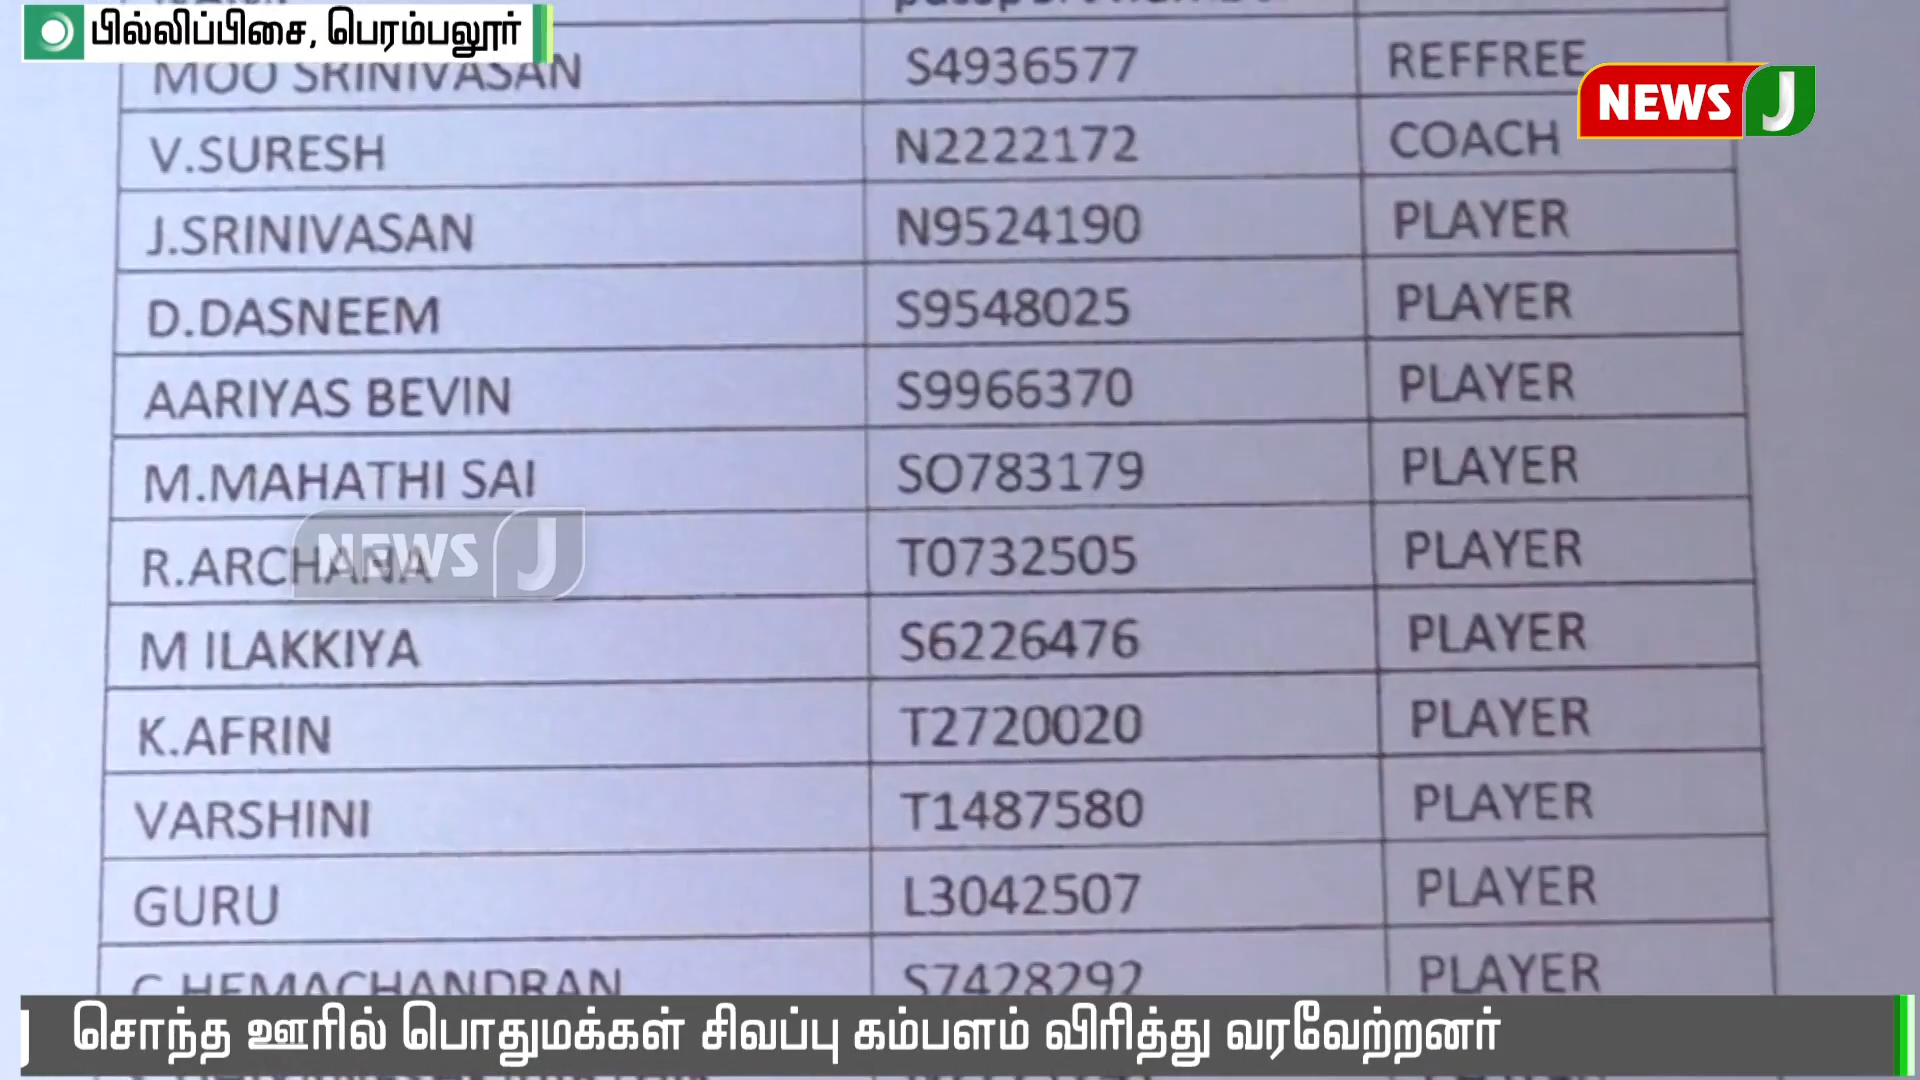 பில்லிப்பிசை, பெரம்பலூர்
MOO SRINIVASAN S4936577 REFFREE
NEWS J
V.SURESH N2222172 COACH
J.SRINIVASAN N9524190 PLAYER
D.DASNEEM S9548025 PLAYER
AARIYAS BEVIN S9966370 PLAYER
M.MAHATHI SAI SO783179 PLAYER
R.ARCHANA T0732505 PLAYER
NEWS J
M ILAKKIYA S6226476 PLAYER
K.AFRIN T2720020 PLAYER
VARSHINI T1487580 PLAYER
GURU L3042507 PLAYER
C.HEMACHANDRAN S7428292 PLAYER
சொந்த ஊரில் பொதுமக்கள் சிவப்பு கம்பளம் விரித்து வரவேற்றனர்